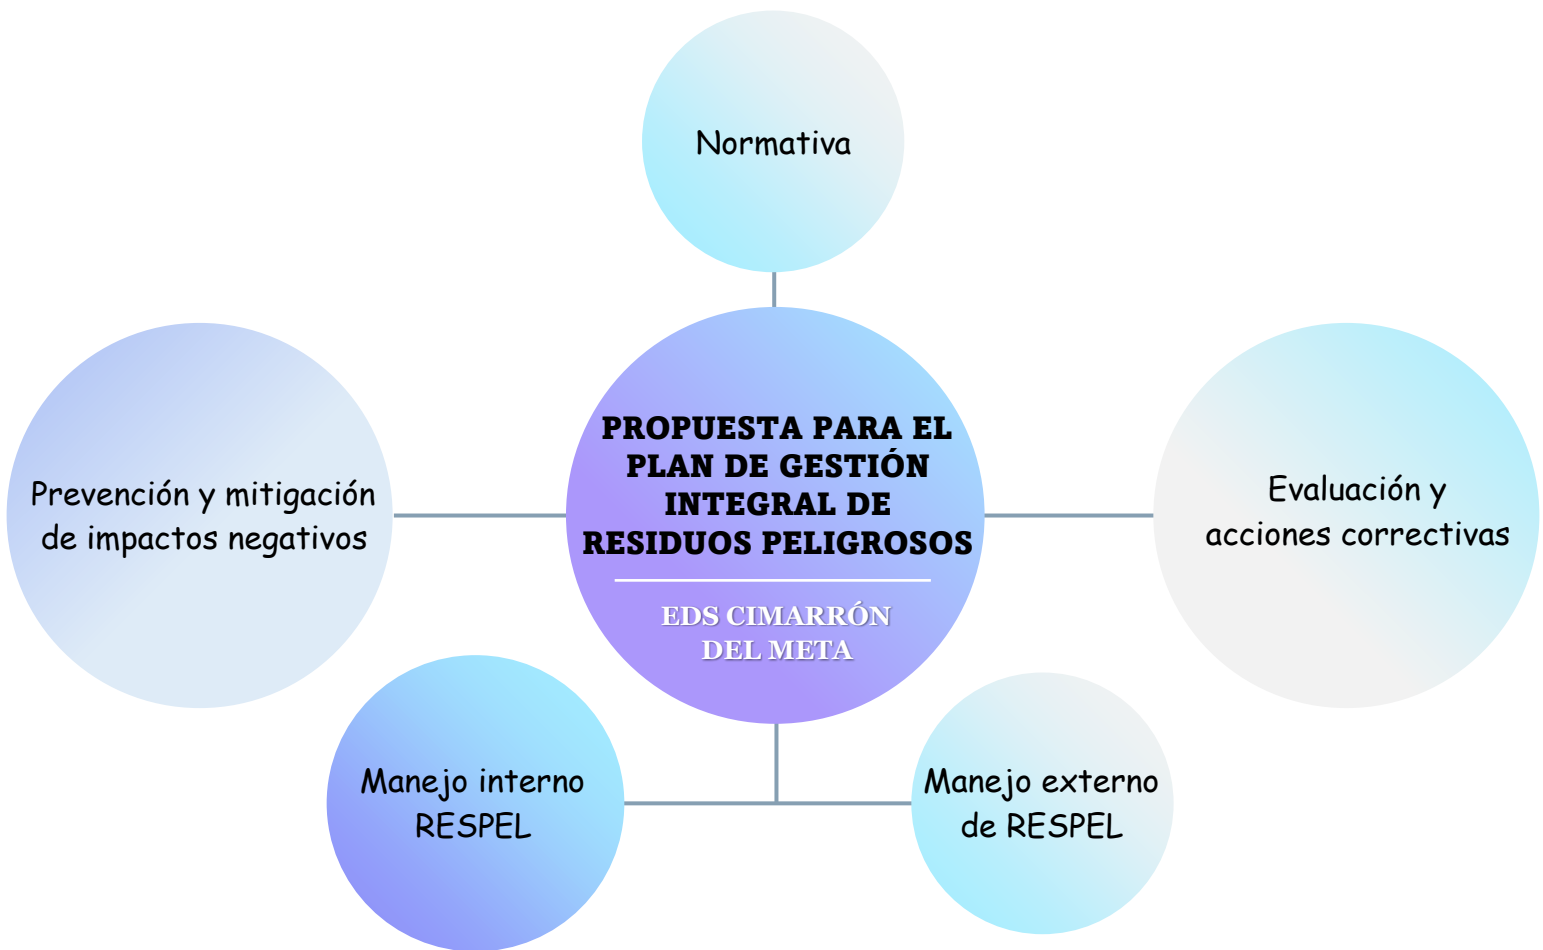 Normativa
PROPUESTA PARA EL
PLAN DE GESTIÓN
INTEGRAL DE
RESIDUOS PELIGROSOS
EDS CIMARRÓN
DEL META
Prevención y mitigación
de impactos negativos
Evaluación y
acciones correctivas
Manejo interno
RESPEL
Manejo externo
de RESPEL